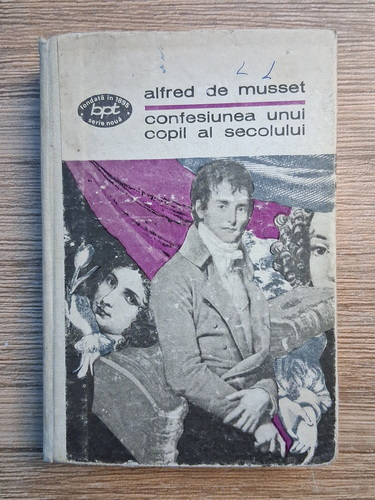 fondată în 1895
bpt
serie nouă
alfred de musset
confesiunea unui
copil al secolului